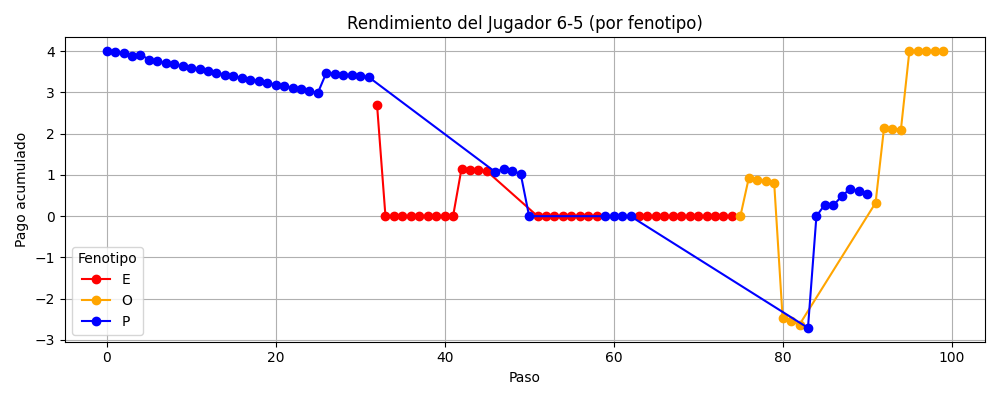 Rendimiento del Jugador 6-5 (por fenotipo)
Pago acumulado
4
3
2
1
0
−1
−2
−3
Fenotipo
E
O
P
0
20
40
60
80
100
Paso